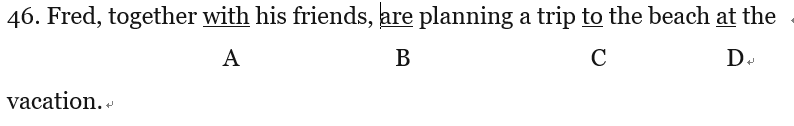 46. Fred, together with his friends, are planning a trip to the beach at the
A B C D
vacation.